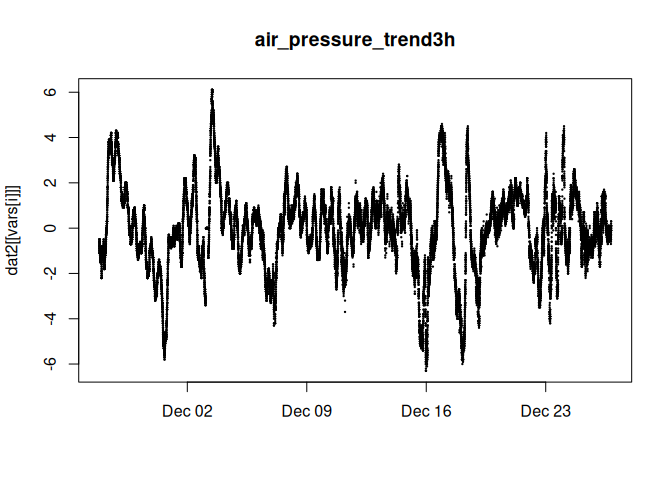 air_pressure_trend3h
dat2[[vars[i]]
6
4
2
0
-2
-4
-6
Dec 02 Dec 09 Dec 16 Dec 23